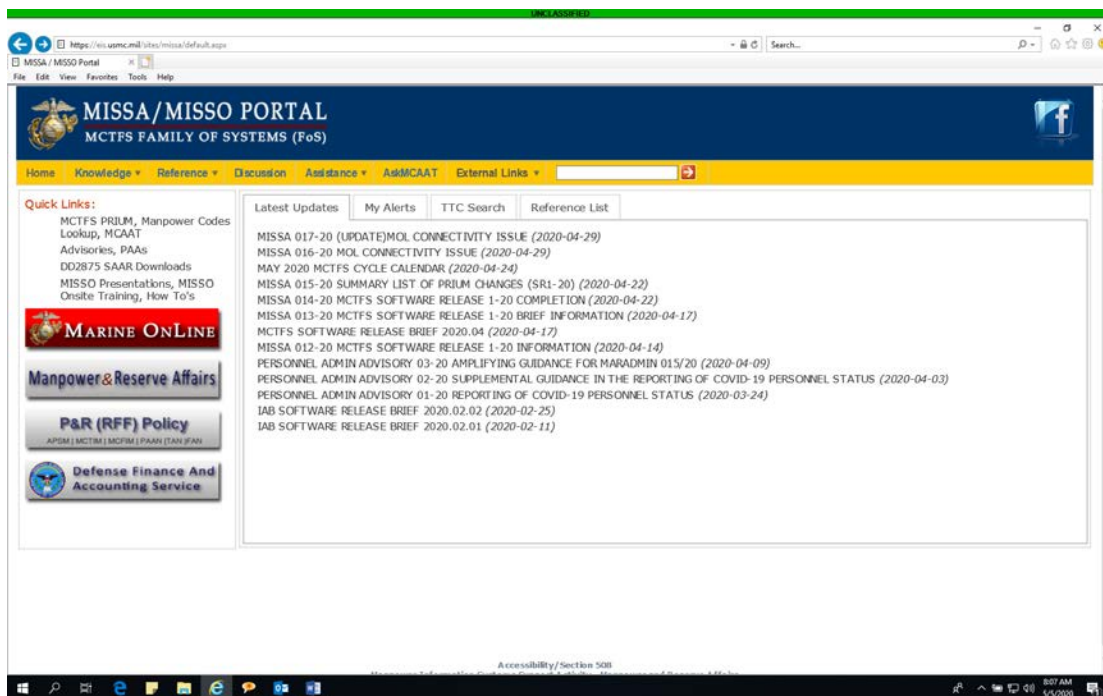 UNCLASSIFIED
https://eis.usmc.mil/sites/missa/default.aspx
Search...
MISSA / MISSO Portal
File Edit View Favorites Tools Help
MISSA/MISSO PORTAL
MCTFS FAMILY OF SYSTEMS (FoS)
f
Home Knowledge Reference Discussion Assistance AskMCAAT External Links
Quick Links:
MCTFS PRIUM, Manpower Codes
Lookup, MCAAT
Advisories, PAAs
DD2875 SAAR Downloads
MISSO Presentations, MISSO
Onsite Training, How To's
MARINE ONLINE
Manpower & Reserve Affairs
P&R (RFF) Policy
APSM | MCTIM | MCFIM | PAAN |TAN |FAN
Defense Finance And
Accounting Service
Latest Updates My Alerts TTC Search Reference List
MISSA 017-20 (UPDATE)MOL CONNECTIVITY ISSUE (2020-04-29)
MISSA 016-20 MOL CONNECTIVITY ISSUE (2020-04-29)
MAY 2020 MCTFS CYCLE CALENDAR (2020-04-24)
MISSA 015-20 SUMMARY LIST OF PRIUM CHANGES (SR1-20) (2020-04-22)
MISSA 014-20 MCTFS SOFTWARE RELEASE 1-20 COMPLETION (2020-04-22)
MISSA 013-20 MCTFS SOFTWARE RELEASE 1-20 BRIEF INFORMATION (2020-04-17)
MCTFS SOFTWARE RELEASE BRIEF 2020.04 (2020-04-17)
MISSA 012-20 MCTFS SOFTWARE RELEASE 1-20 INFORMATION (2020-04-14)
PERSONNEL ADMIN ADVISORY 03-20 AMPLIFYING GUIDANCE FOR MARADMIN 015/20 (2020-04-09)
PERSONNEL ADMIN ADVISORY 02-20 SUPPLEMENTAL GUIDANCE IN THE REPORTING OF COVID-19 PERSONNEL STATUS (2020-04-03)
PERSONNEL ADMIN ADVISORY 01-20 REPORTING OF COVID-19 PERSONNEL STATUS (2020-03-24)
IAB SOFTWARE RELEASE BRIEF 2020.02.02 (2020-02-25)
IAB SOFTWARE RELEASE BRIEF 2020.02.01 (2020-02-11)
Accessibility/Section 508
8:07 AM
5/5/2020